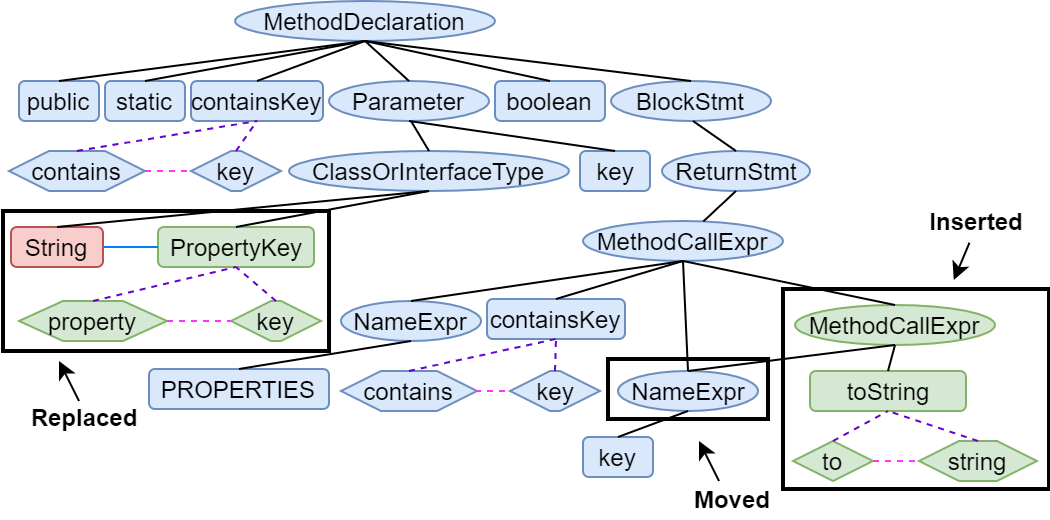 MethodDeclaration
public
static
containsKey
Parameter
boolean
BlockStmt
contains
key
ClassOrInterfaceType
key
ReturnStmt
String
PropertyKey
MethodCallExpr
Inserted
property
key
NameExpr
containsKey
MethodCallExpr
PROPERTIES
contains
key
NameExpr
toString
Replaced
key
to
string
Moved